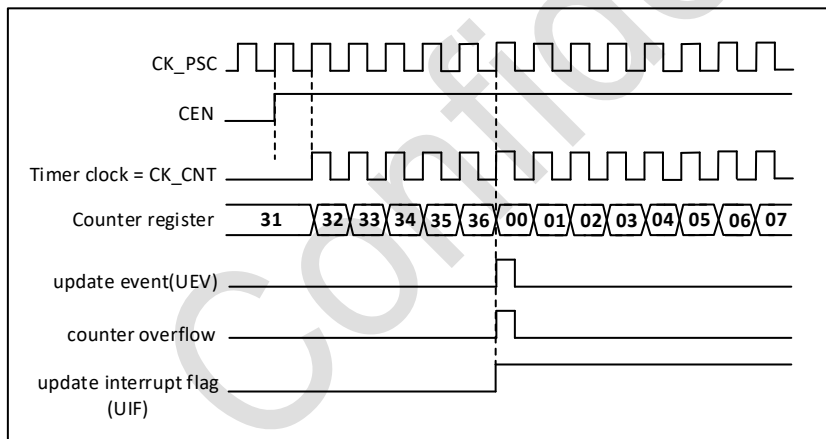 CK_PSC
CEN
Timer clock = CK_CNT
Counter register 31 32 33 34 35 36 00 01 02 03 04 05 06 07
update event(UEV)
counter overflow
update interrupt flag
(UIF)